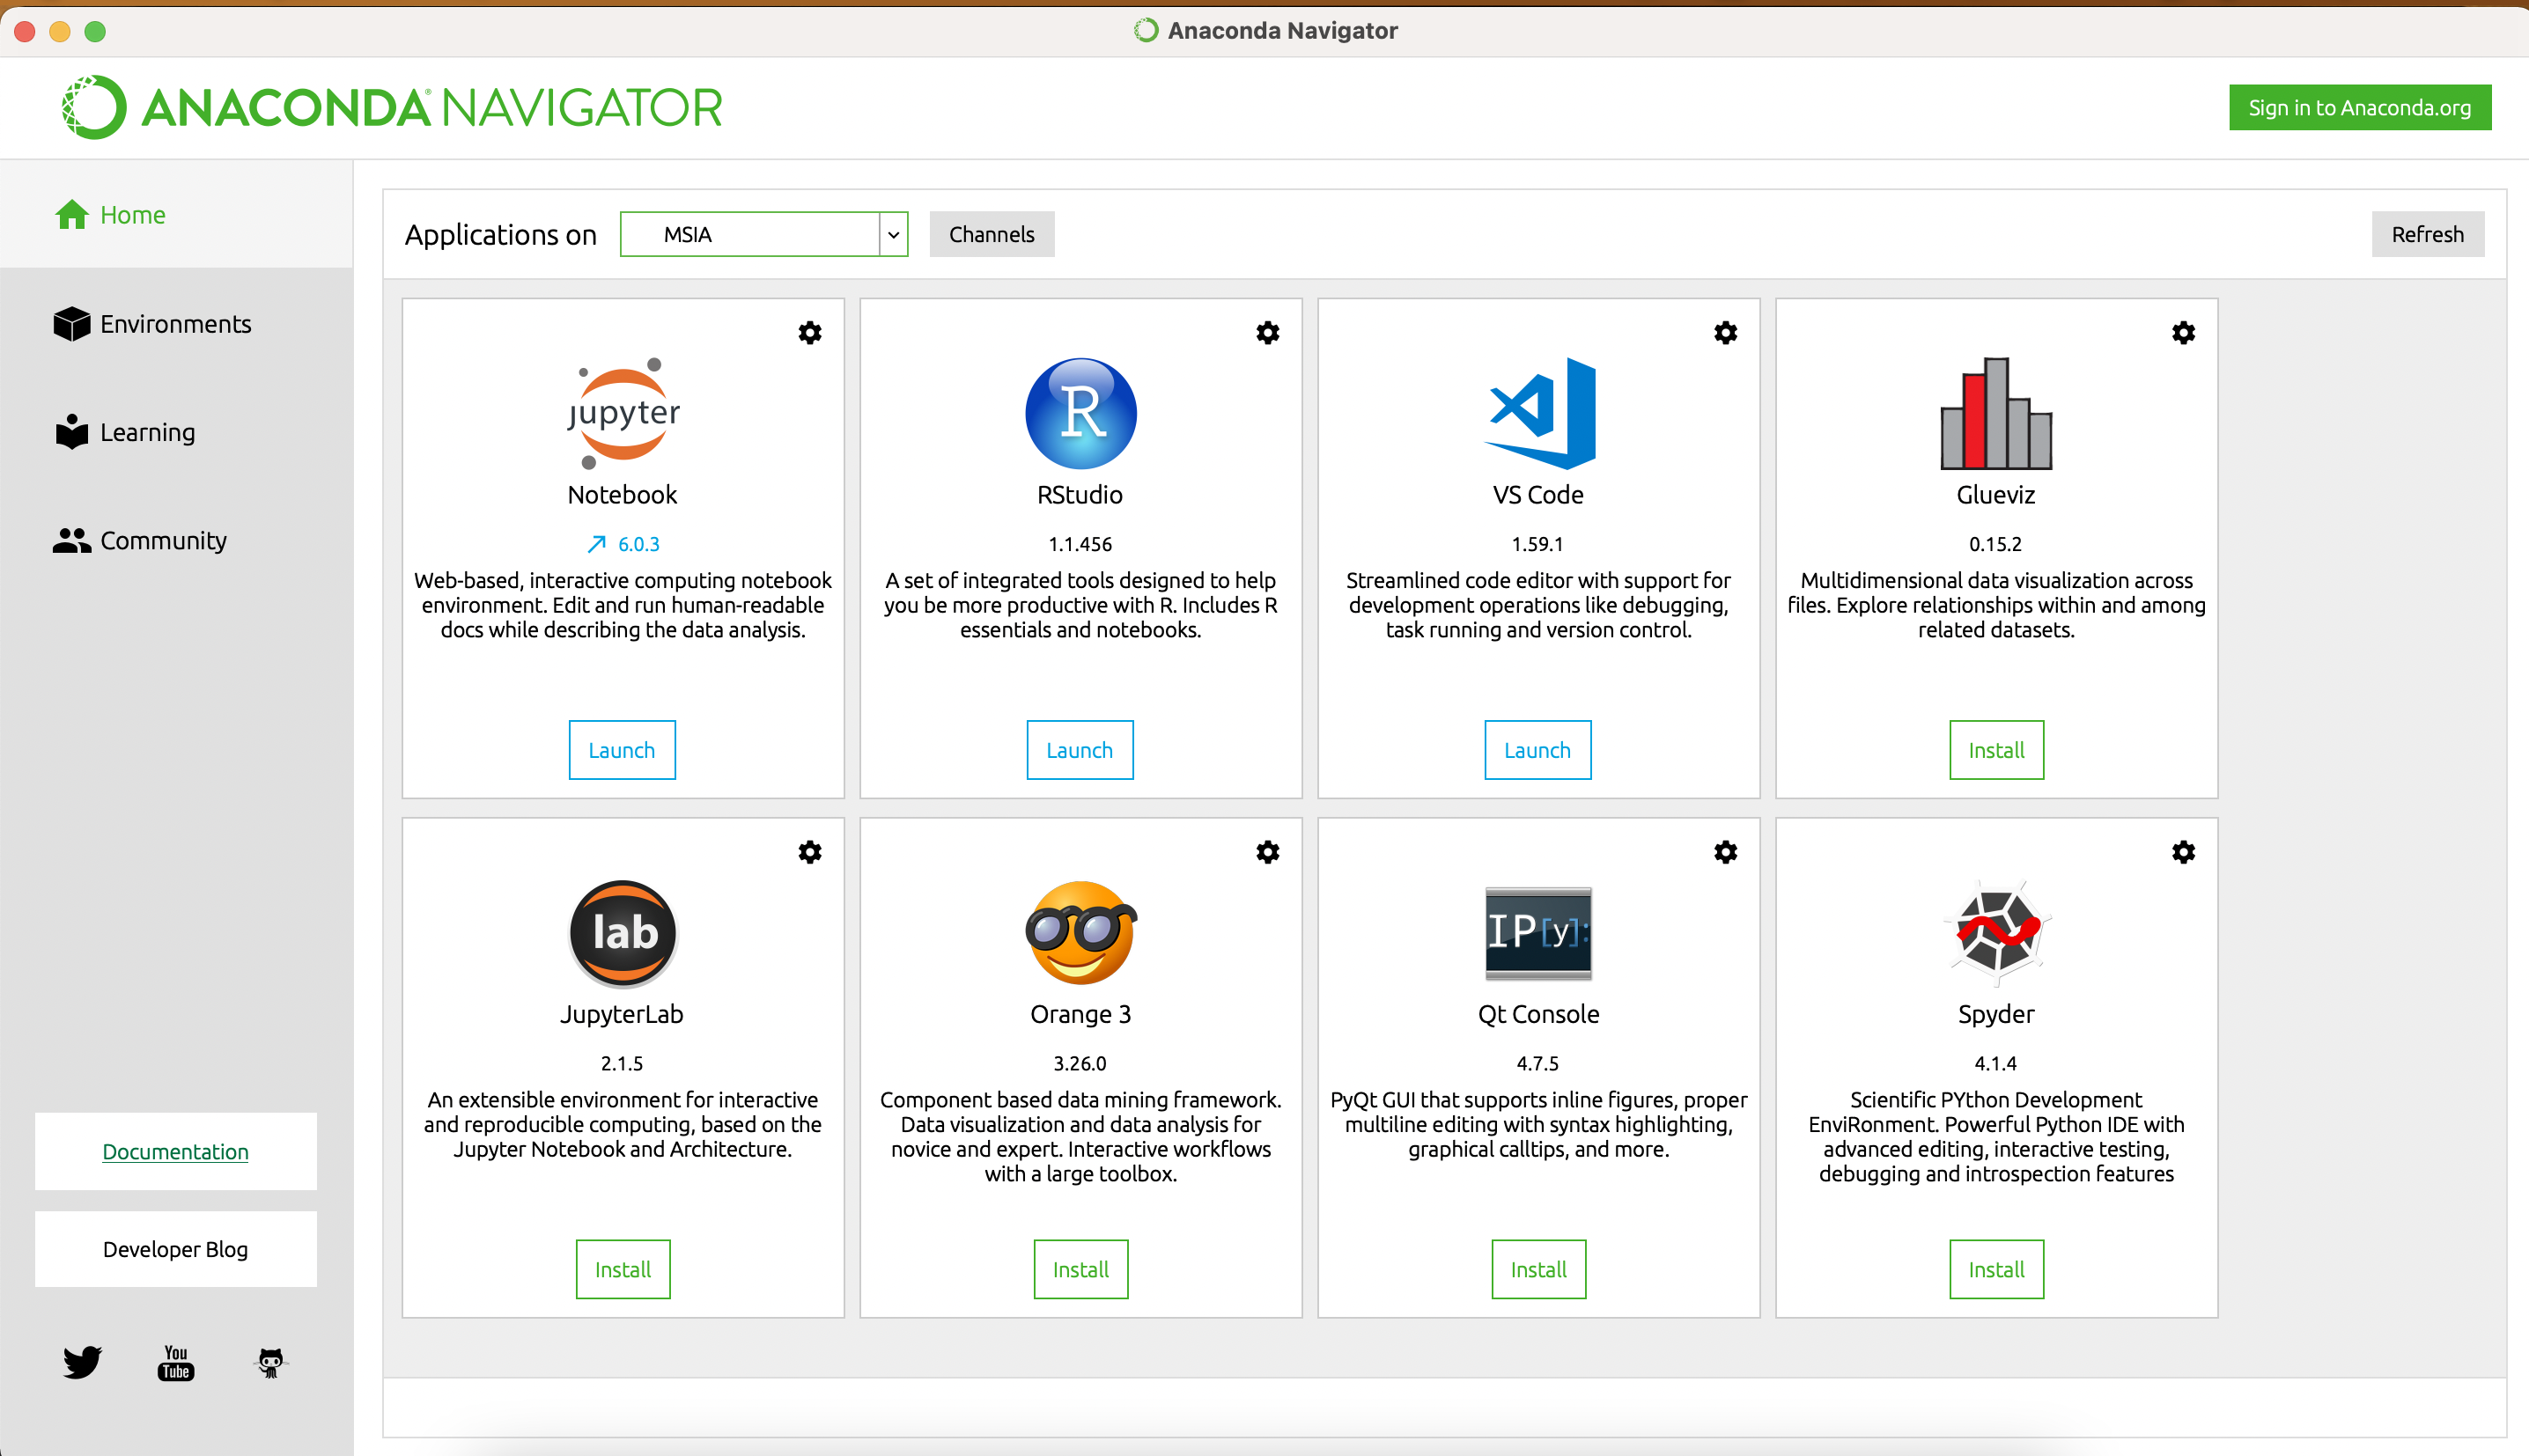 Anaconda Navigator
ANACONDA® NAVIGATOR
Sign in to Anaconda.org
Home
Environments
Learning
Community
Documentation
Developer Blog
You
Tube
Applications on
MSIA
Channels
Refresh
jupyter
Notebook
6.0.3
Web-based, interactive computing notebook
environment. Edit and run human-readable
docs while describing the data analysis.
Launch
R
RStudio
1.1.456
A set of integrated tools designed to help
you be more productive with R. Includes R
essentials and notebooks.
Launch
VS Code
1.59.1
Streamlined code editor with support for
development operations like debugging,
task running and version control.
Launch
Glueviz
0.15.2
Multidimensional data visualization across
files. Explore relationships within and among
related datasets.
Install
lab
JupyterLab
2.1.5
An extensible environment for interactive
and reproducible computing, based on the
Jupyter Notebook and Architecture.
Install
Orange 3
3.26.0
Component based data mining framework.
Data visualization and data analysis for
novice and expert. Interactive workflows
with a large toolbox.
Install
IP[y]:
Qt Console
4.7.5
PyQt GUI that supports inline figures, proper
multiline editing with syntax highlighting,
graphical calltips, and more.
Install
Spyder
4.1.4
Scientific PYthon Development
EnviRonment. Powerful Python IDE with
advanced editing, interactive testing,
debugging and introspection features
Install